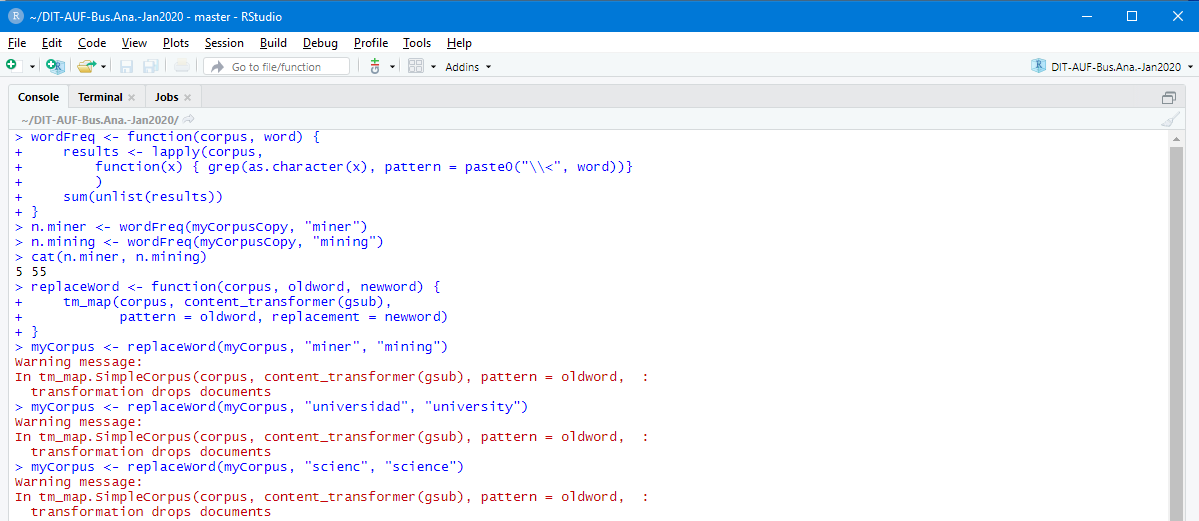 ~/DIT-AUF-Bus.Ana.-Jan2020 - master - RStudio
File Edit Code View Plots Session Build Debug Profile Tools Help
Go to file/function Addins DIT-AUF-Bus.Ana.-Jan2020
Console Terminal Jobs
~/DIT-AUF-Bus.Ana.-Jan2020/
> wordFreq <- function(corpus, word) {
+     results <- lapply(corpus,
+         function(x) { grep(as.character(x), pattern = paste0("\\<", word))}
+         )
+     sum(unlist(results))
+ }
> n.miner <- wordFreq(myCorpusCopy, "miner")
> n.mining <- wordFreq(myCorpusCopy, "mining")
> cat(n.miner, n.mining)
5 55
> replaceWord <- function(corpus, oldword, newword) {
+     tm_map(corpus, content_transformer(gsub),
+            pattern = oldword, replacement = newword)
+ }
> myCorpus <- replaceWord(myCorpus, "miner", "mining")
Warning message:
In tm_map.SimpleCorpus(corpus, content_transformer(gsub), pattern = oldword,  :
  transformation drops documents
> myCorpus <- replaceWord(myCorpus, "universidad", "university")
Warning message:
In tm_map.SimpleCorpus(corpus, content_transformer(gsub), pattern = oldword,  :
  transformation drops documents
> myCorpus <- replaceWord(myCorpus, "scienc", "science")
Warning message:
In tm_map.SimpleCorpus(corpus, content_transformer(gsub), pattern = oldword,  :
  transformation drops documents